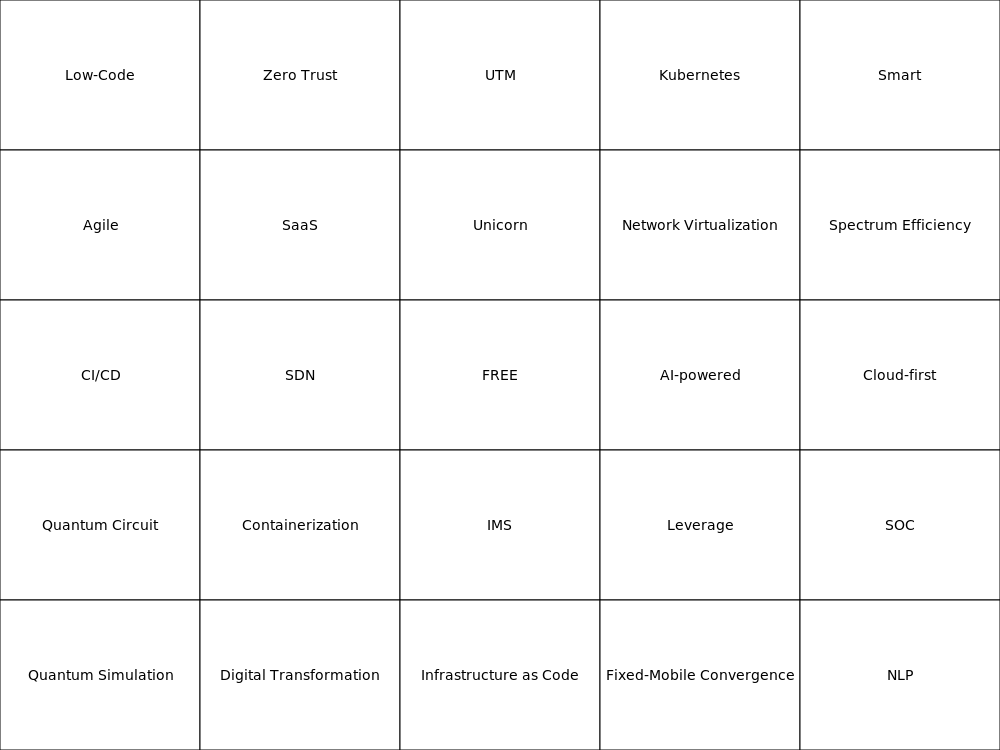 Low-Code
Zero Trust
UTM
Kubernetes
Smart
Agile
SaaS
Unicorn
Network Virtualization
Spectrum Efficiency
CI/CD
SDN
FREE
AI-powered
Cloud-first
Quantum Circuit
Containerization
IMS
Leverage
SOC
Quantum Simulation
Digital Transformation
Infrastructure as Code
Fixed-Mobile Convergence
NLP